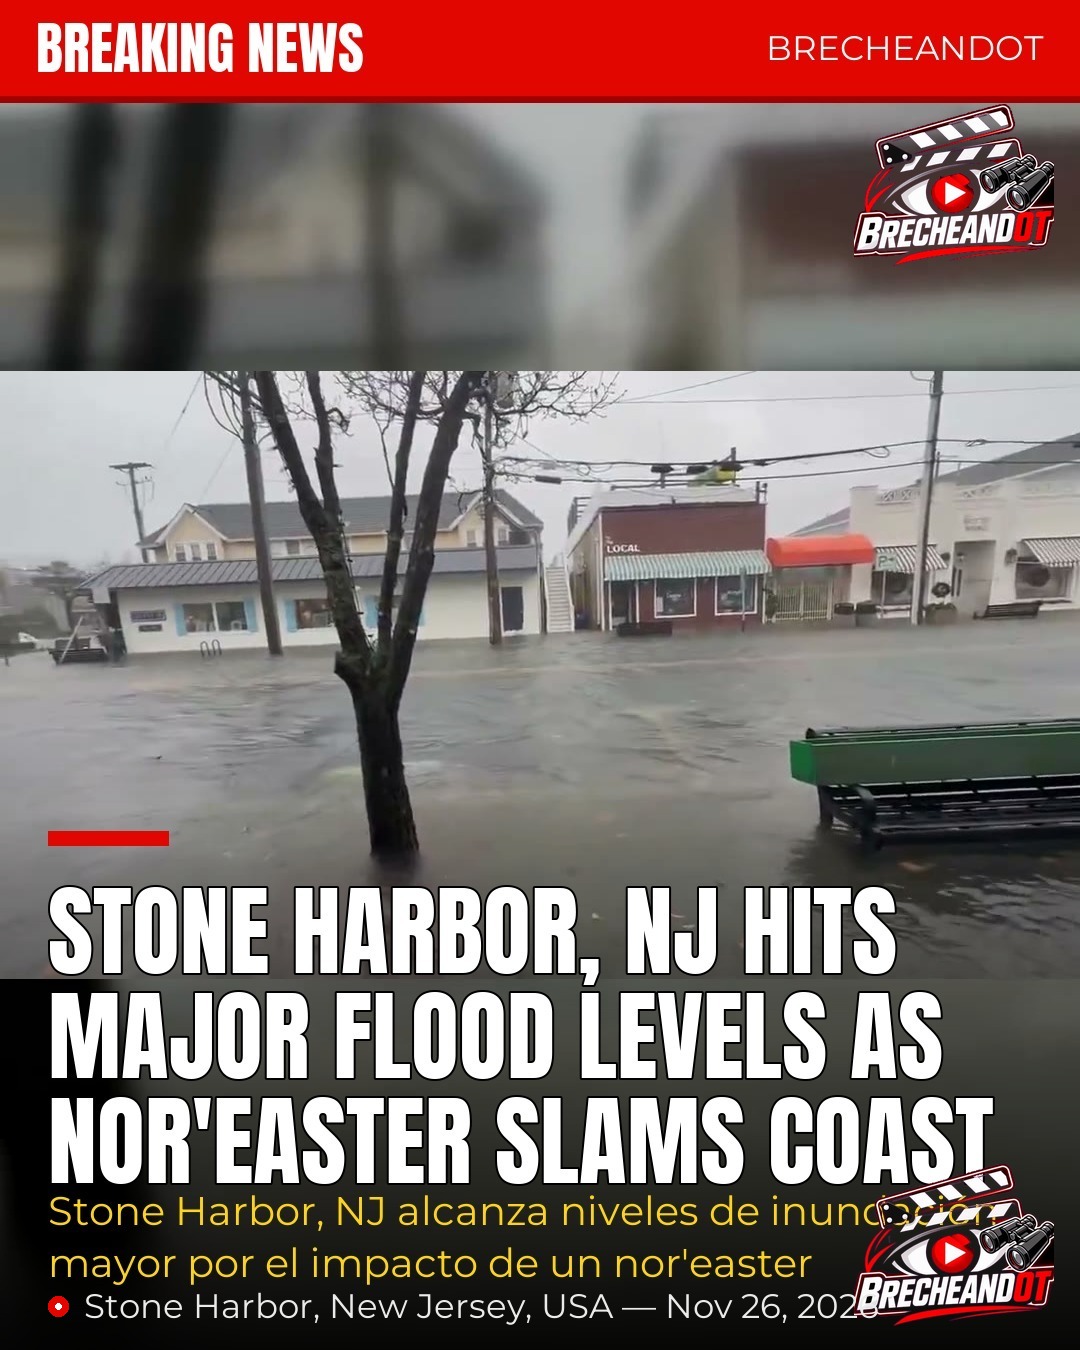 BREAKING NEWS
BRECHEANDOT
BRECHEANDOT
LOCAL
STONE HARBOR, NJ HITS
MAJOR FLOOD LEVELS AS
NOR'EASTER SLAMS COAST
Stone Harbor, NJ alcanza niveles de inundación
mayor por el impacto de un nor'easter
Stone Harbor, New Jersey, USA — Nov 26,
BRECHEANDOT